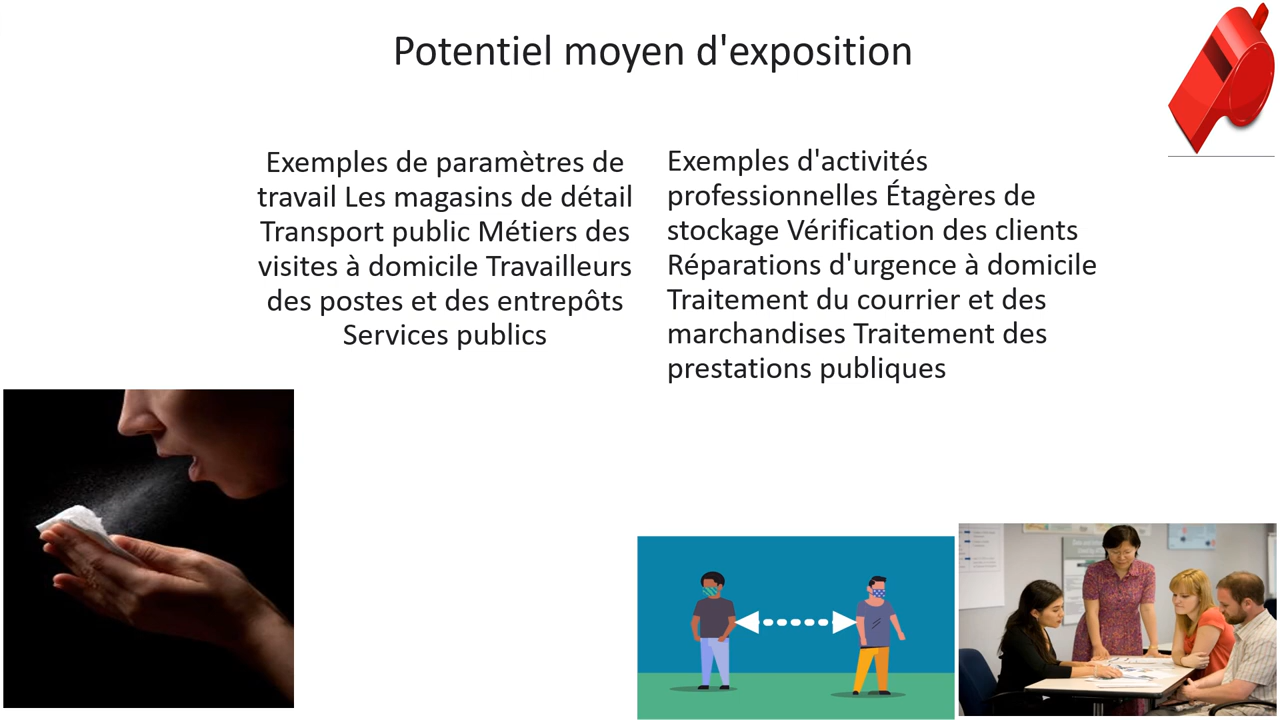 Potentiel moyen d'exposition
Exemples de paramètres de
travail Les magasins de détail
Transport public Métiers des
visites à domicile Travailleurs
des postes et des entrepôts
Services publics
Exemples d'activités
professionnelles Étagères de
stockage Vérification des clients
Réparations d'urgence à domicile
Traitement du courrier et des
marchandises Traitement des
prestations publiques